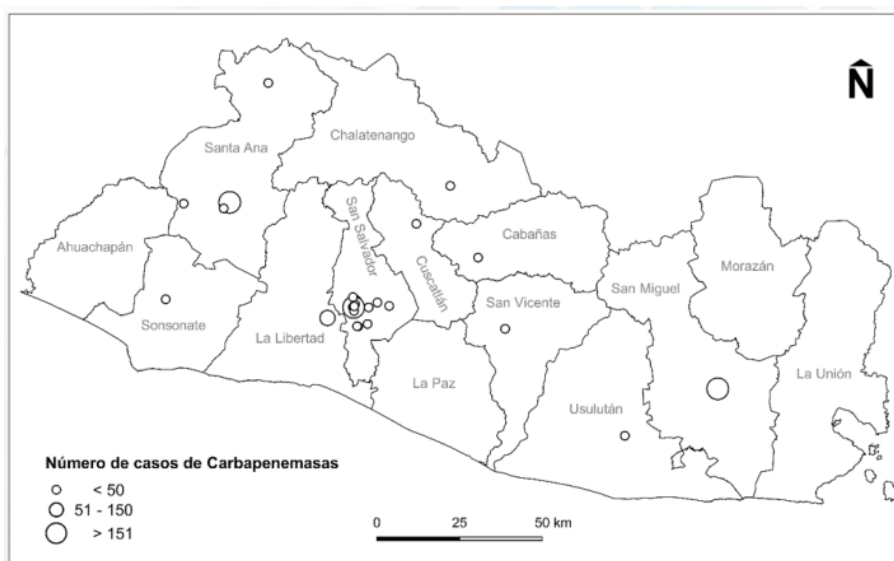 N
Chalatenango
Santa Ana
San Salvador
Cabañas
Cuscatlán
Ahuachapán
Morazán
San Miguel
San Vicente
Sonsonate
La Libertad
La Unión
La Paz
Usulután
Número de casos de Carbapenemasas
< 50
51 - 150
> 151
0 25 50 km